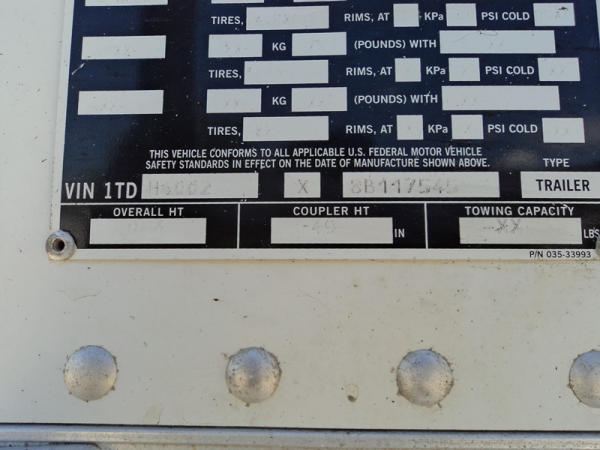 TIRES, RIMS, AT KPa PSI COLD
KG (POUNDS) WITH
TIRES, RIMS, AT KPa PSI COLD
KG (POUNDS) WITH
TIRES, RIMS, AT KPa PSI COLD
THIS VEHICLE CONFORMS TO ALL APPLICABLE U.S. FEDERAL MOTOR VEHICLE
SAFETY STANDARDS IN EFFECT ON THE DATE OF MANUFACTURE SHOWN ABOVE.
TYPE
VIN 1TD X TRAILER
OVERALL HT COUPLER HT TOWING CAPACITY
IN LBS
P/N 035-33993